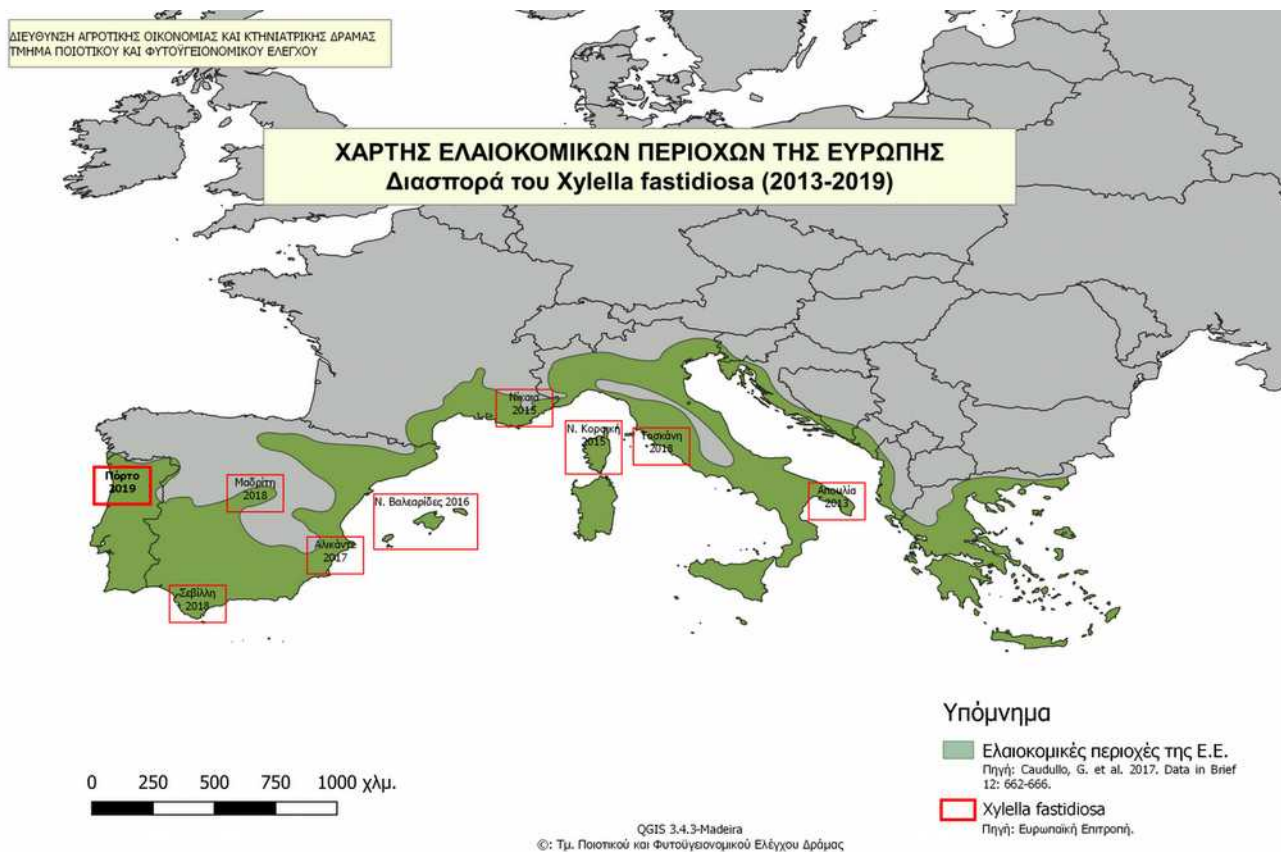 ΔΙΕΥΘΥΝΣΗ ΑΓΡΟΤΙΚΗΣ ΟΙΚΟΝΟΜΙΑΣ ΚΑΙ ΚΤΗΝΙΑΤΡΙΚΗΣ ΔΡΑΜΑΣ
ΤΜΗΜΑ ΠΟΙΟΤΙΚΟΥ ΚΑΙ ΦΥΤΟΫΓΕΙΟΝΟΜΙΚΟΥ ΕΛΕΓΧΟΥ
ΧΑΡΤΗΣ ΕΛΑΙΟΚΟΜΙΚΩΝ ΠΕΡΙΟΧΩΝ ΤΗΣ ΕΥΡΩΠΗΣ
Διασπορά του Xylella fastidiosa (2013-2019)
Νίκαια
2015
Ν. Κορσική
2015
Τοσκάνη
2018
Πόρτο
2019
Μαδρίτη
2018
Ν. Βαλεαρίδες 2016
Απουλία
2013
Αλικάντε
2017
Σεβίλλη
2018
Υπόμνημα
Ελαιοκομικές περιοχές της Ε.Ε.
Πηγή: Caudullo, G. et al. 2017. Data in Brief
12: 662-666.
Xylella fastidiosa
Πηγή: Ευρωπαϊκή Επιτροπή.
0 250 500 750 1000 χλμ.
QGIS 3.4.3-Madeira
©: Τμ. Ποιοτικού και Φυτοϋγειονομικού Ελέγχου Δράμας